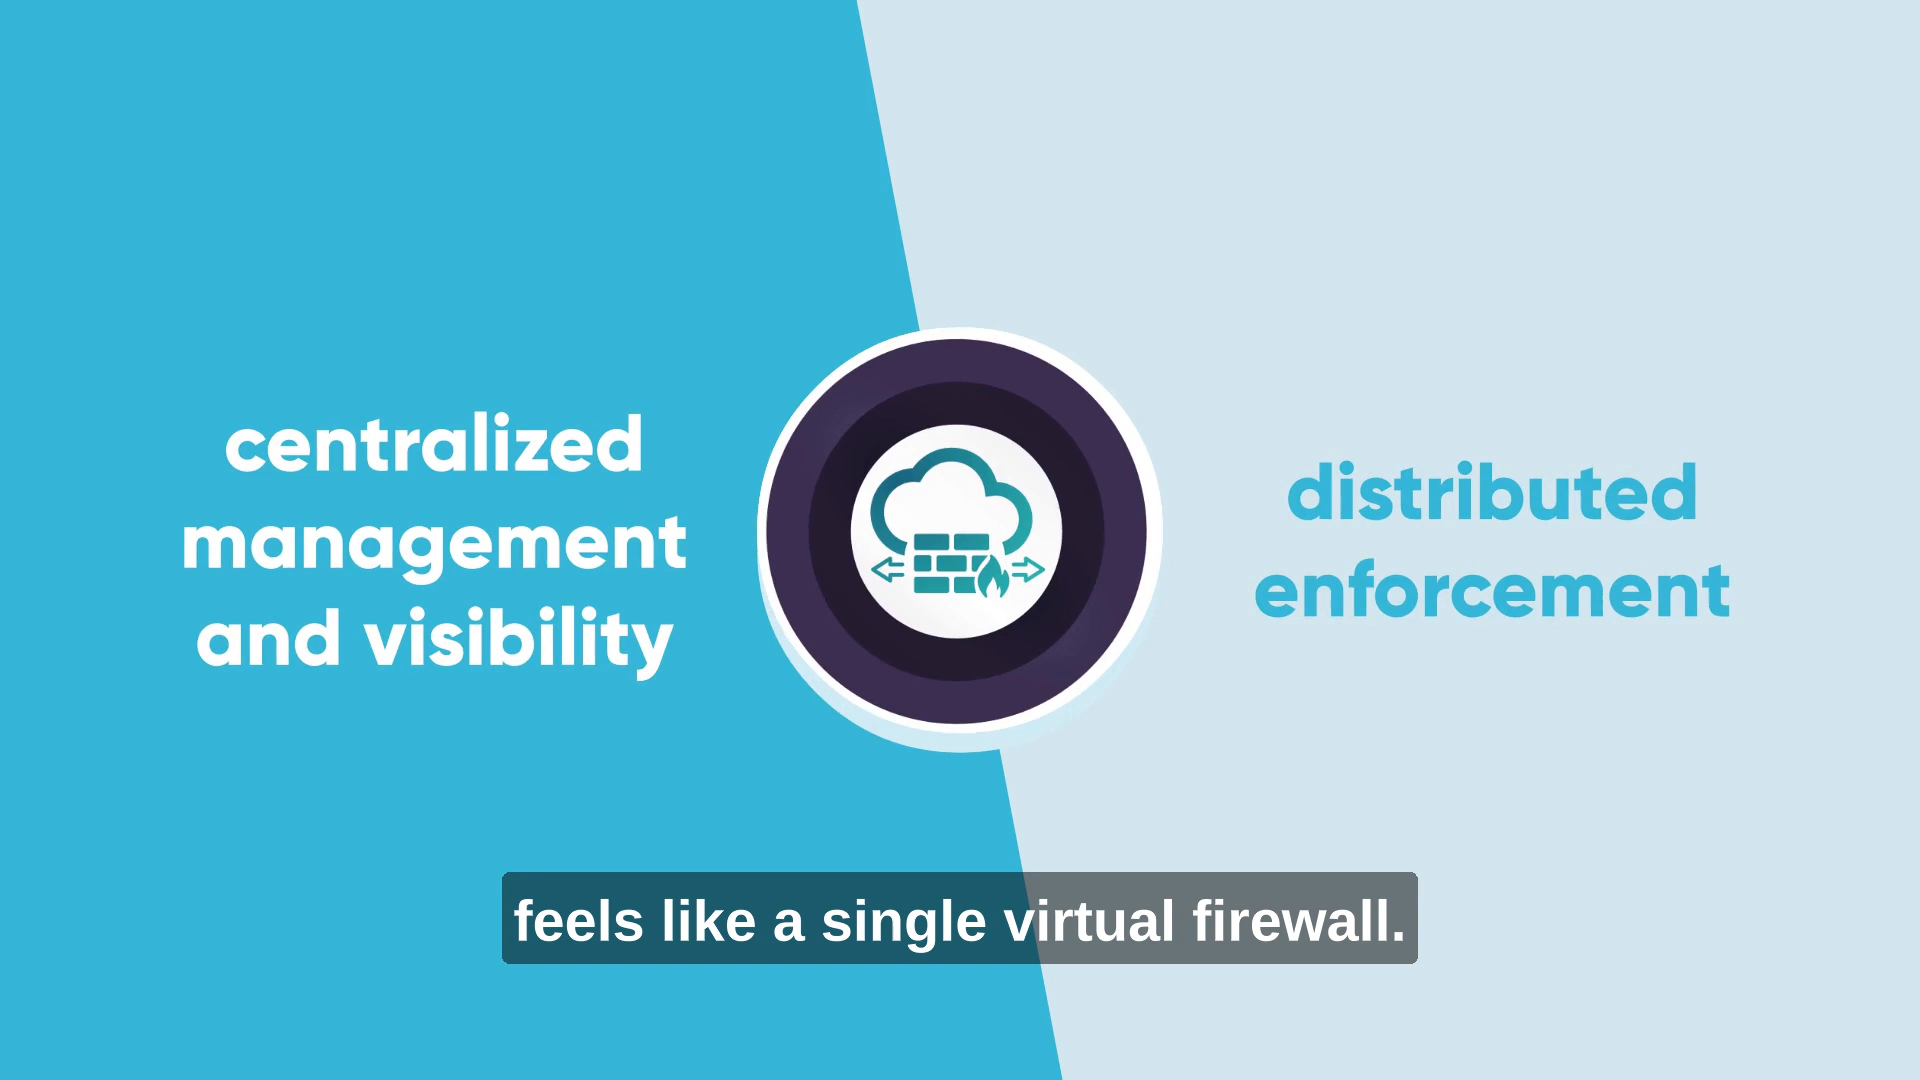 centralized
management
and visibility
distributed
enforcement
feels like a single virtual firewall.